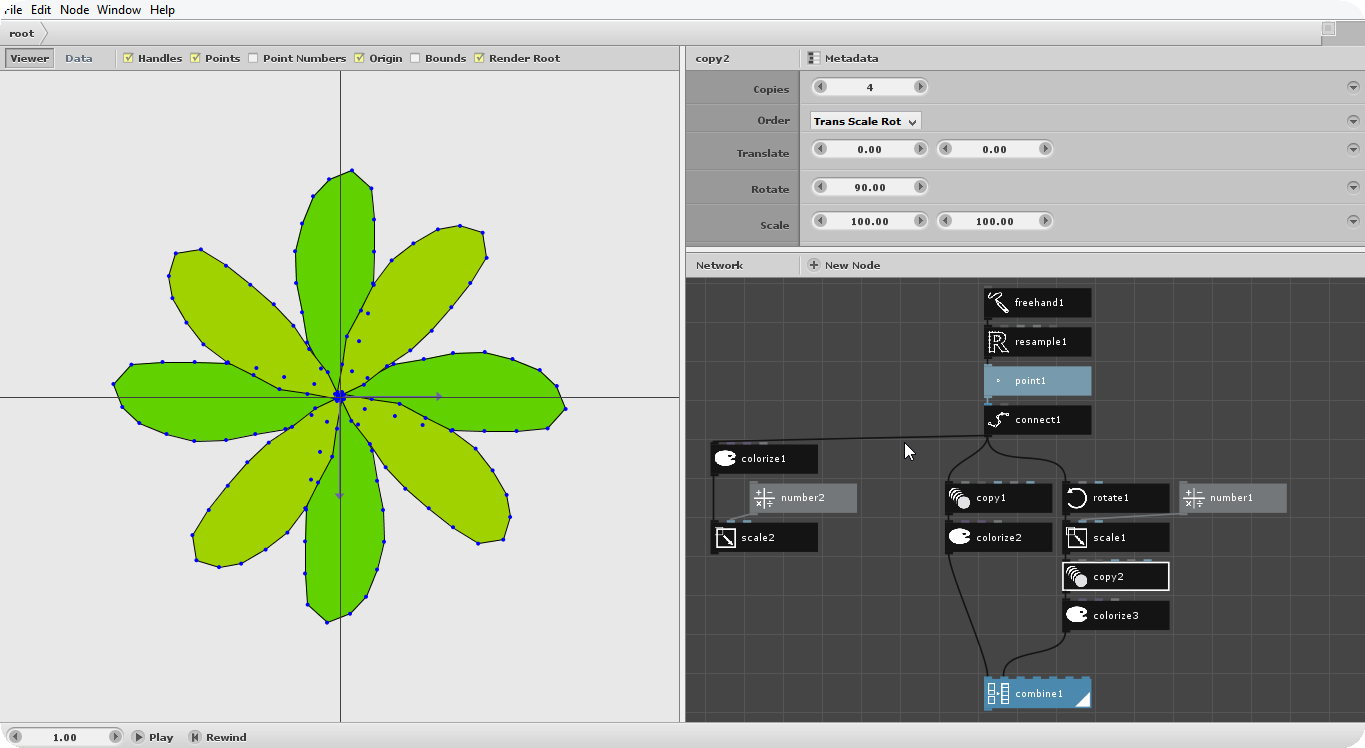 File Edit Node Window Help
root
Viewer Data Handles Points Point Numbers Origin Bounds Render Root
copy2 Metadata
Copies 4
Order Trans Scale Rot
Translate 0.00 0.00
Rotate 90.00
Scale 100.00 100.00
Network New Node
freehand1
resample1
point1
connect1
colorize1
number2 copy1 rotate1 number1
scale2 colorize2 scale1
copy2
colorize3
combine1
1.00 Play Rewind